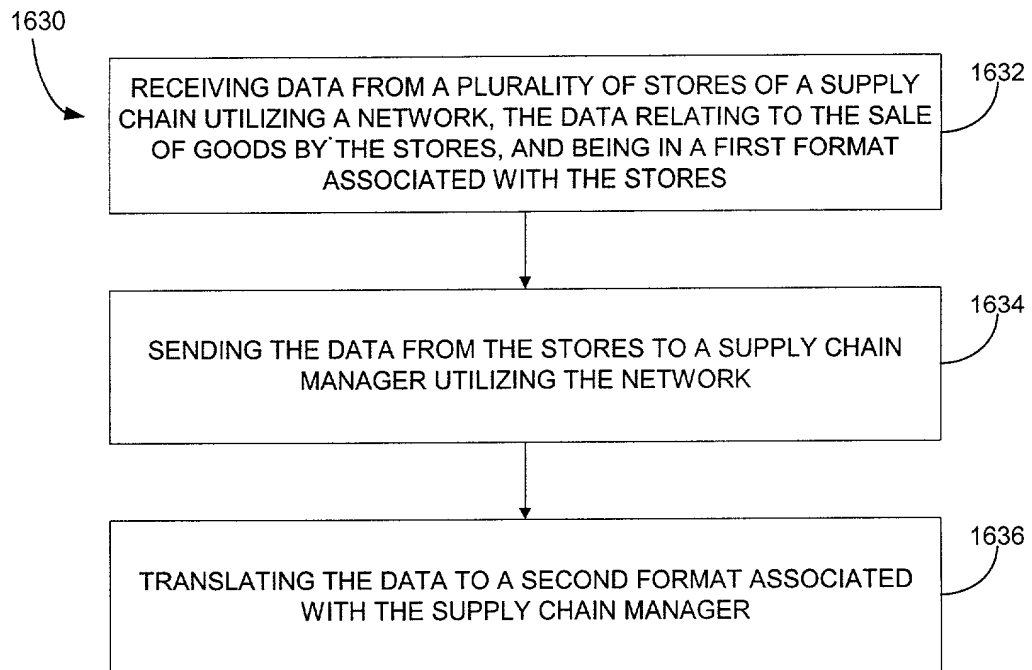 1630
1632
RECEIVING DATA FROM A PLURALITY OF STORES OF A SUPPLY
CHAIN UTILIZING A NETWORK, THE DATA RELATING TO THE SALE
OF GOODS BY THE STORES, AND BEING IN A FIRST FORMAT
ASSOCIATED WITH THE STORES
1634
SENDING THE DATA FROM THE STORES TO A SUPPLY CHAIN
MANAGER UTILIZING THE NETWORK
1636
TRANSLATING THE DATA TO A SECOND FORMAT ASSOCIATED
WITH THE SUPPLY CHAIN MANAGER